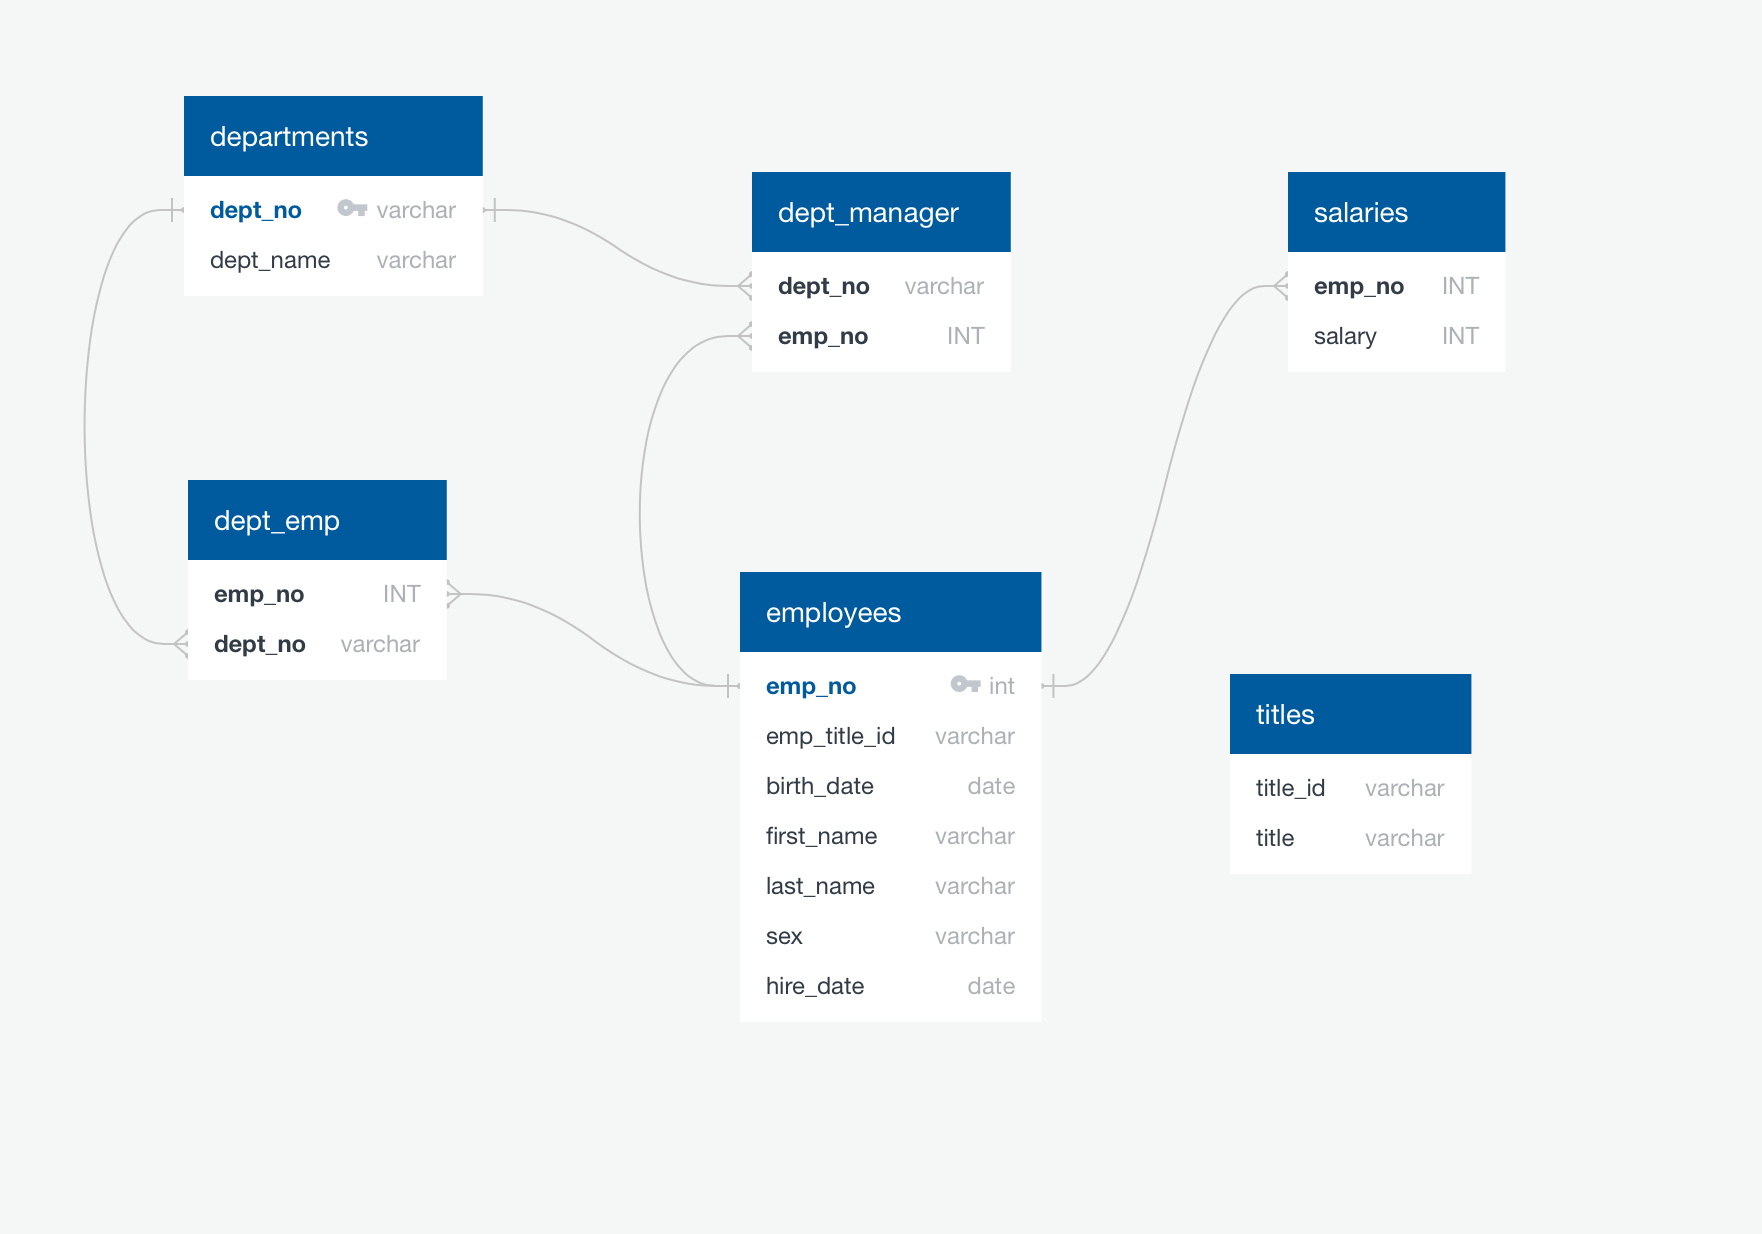 departments
dept_no varchar
dept_name varchar
dept_manager
dept_no varchar
emp_no INT
salaries
emp_no INT
salary INT
dept_emp
emp_no INT
dept_no varchar
employees
emp_no int
emp_title_id varchar
birth_date date
first_name varchar
last_name varchar
sex varchar
hire_date date
titles
title_id varchar
title varchar